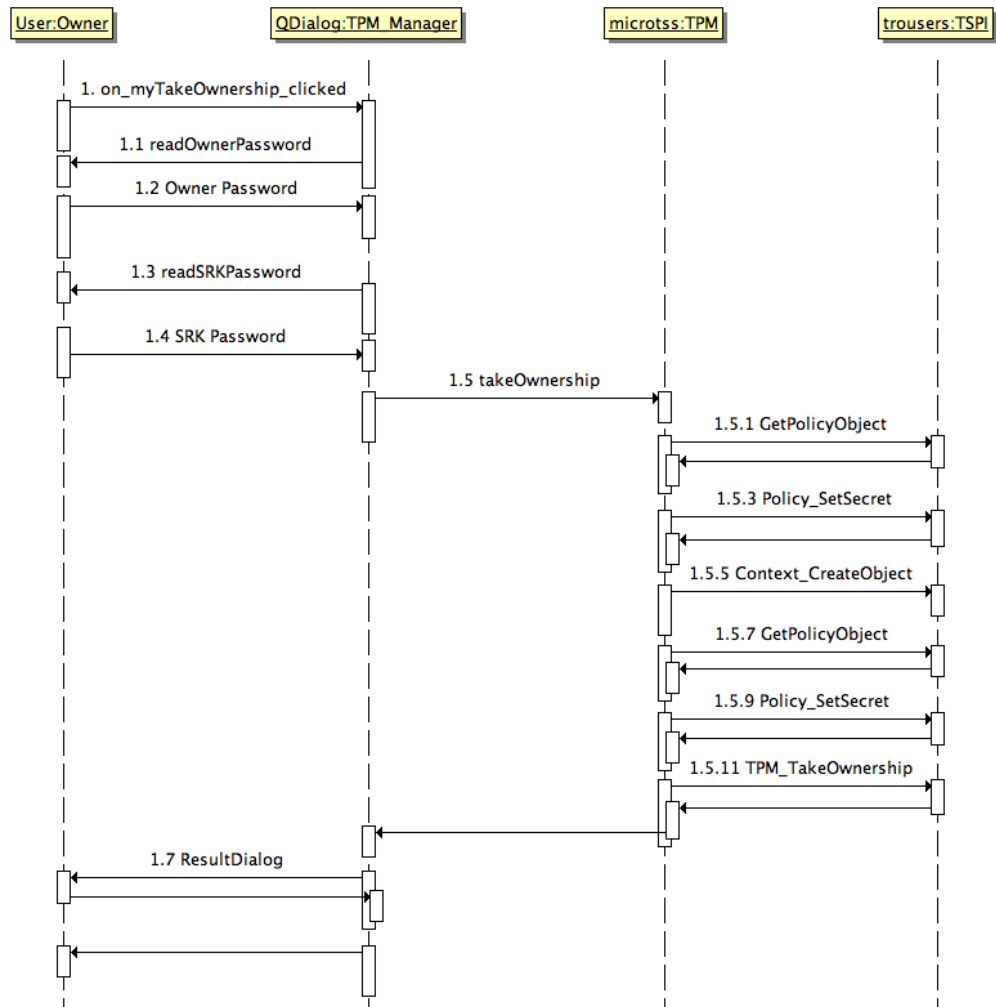 User:Owner
QDialog:TPM_Manager
microtss:TPM
trousers:TSPI
1. on_myTakeOwnership_clicked
1.1 readOwnerPassword
1.2 Owner Password
1.3 readSRKPassword
1.4 SRK Password
1.5 takeOwnership
1.5.1 GetPolicyObject
1.5.3 Policy_SetSecret
1.5.5 Context_CreateObject
1.5.7 GetPolicyObject
1.5.9 Policy_SetSecret
1.5.11 TPM_TakeOwnership
1.7 ResultDialog